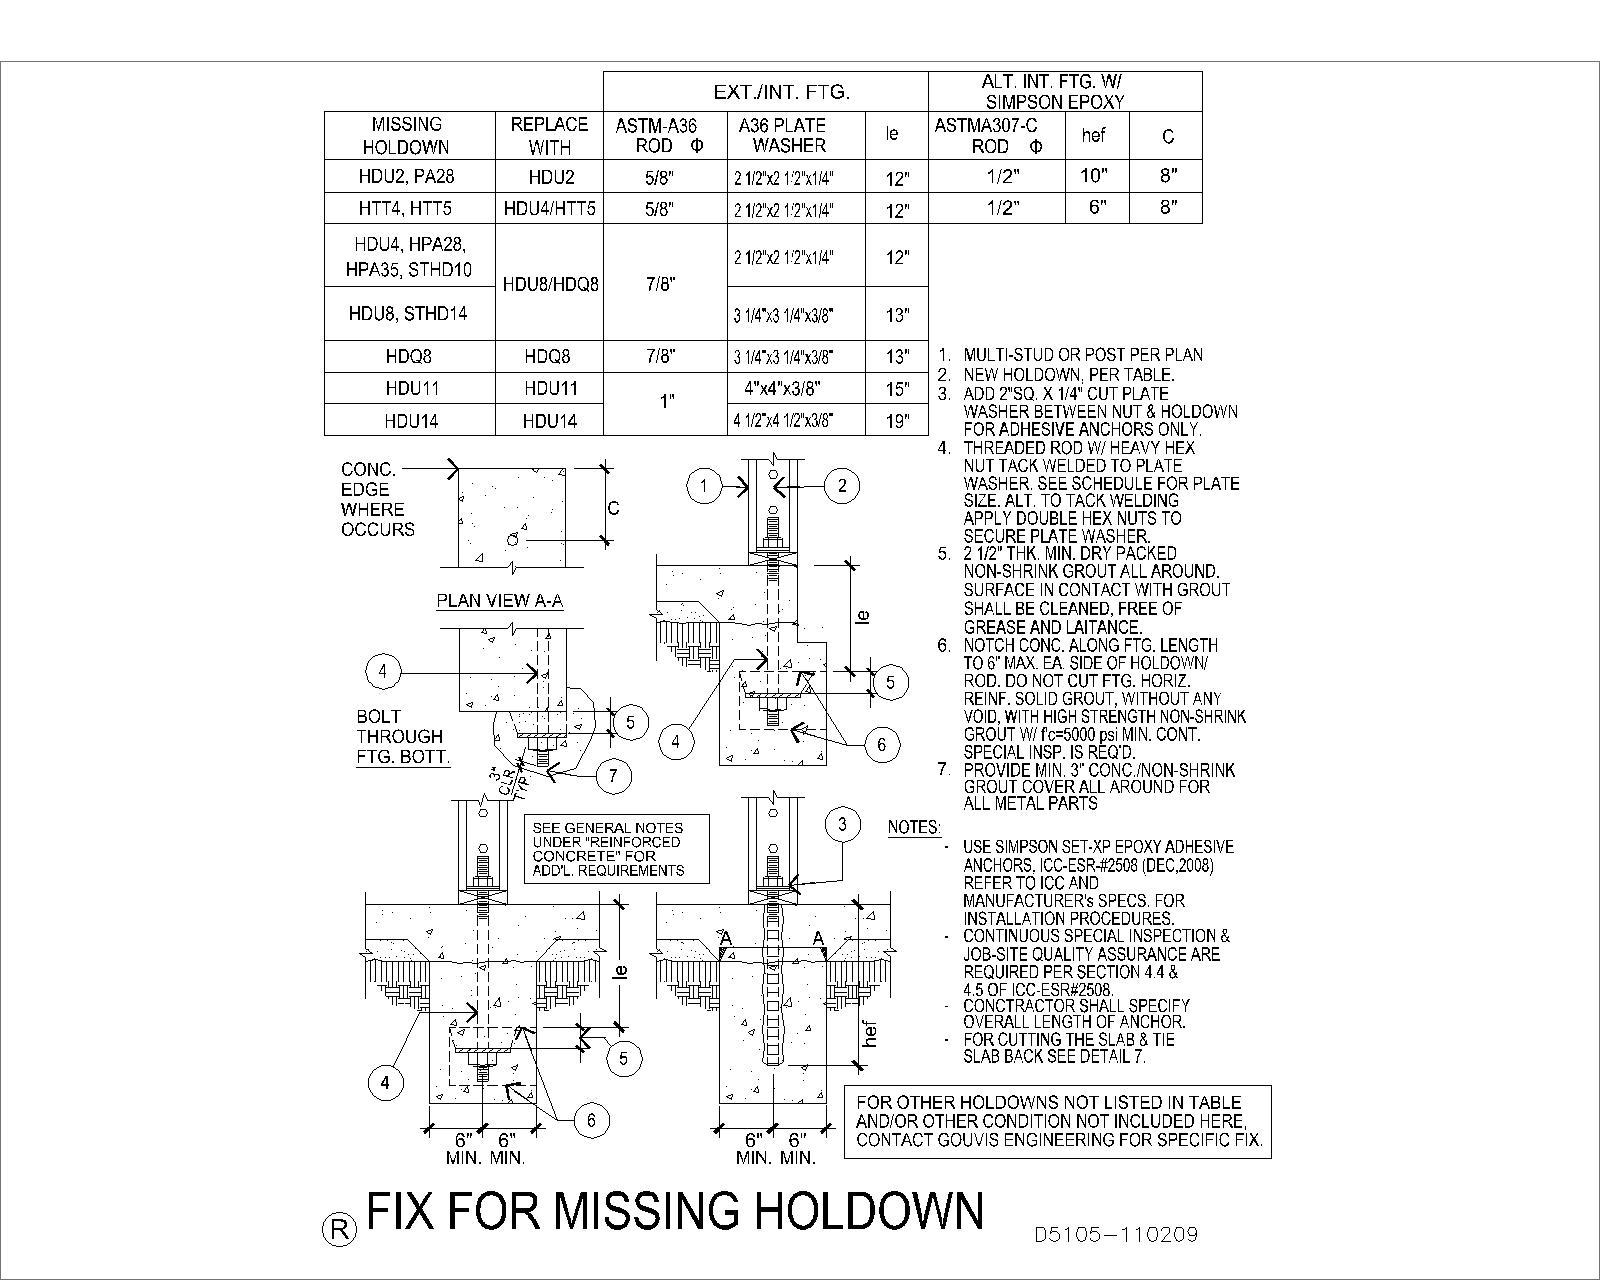 EXT./INT. FTG.
ALT. INT. FTG. W/
SIMPSON EPOXY
MISSING
HOLDOWN
REPLACE
WITH
ASTM-A36
ROD Φ
A36 PLATE
WASHER
le
ASTMA307-C
ROD Φ
hef
C
HDU2, PA28 HDU2 5/8" 2 1/2"x2 1/2"x1/4" 12" 1/2" 10" 8"
HTT4, HTT5 HDU4/HTT5 5/8" 2 1/2"x2 1/2"x1/4" 12" 1/2" 6" 8"
HDU4, HPA28,
HPA35, STHD10
HDU8/HDQ8 7/8"
2 1/2"x2 1/2"x1/4" 12"
HDU8, STHD14 3 1/4"x3 1/4"x3/8" 13"
HDQ8 HDQ8 7/8" 3 1/4"x3 1/4"x3/8" 13"
HDU11 HDU11 1" 4"x4"x3/8" 15"
HDU14 HDU14 4 1/2"x4 1/2"x3/8" 19"
CONC.
EDGE
WHERE
OCCURS
C
PLAN VIEW A-A
4
BOLT
THROUGH
FTG. BOTT.
5
7
3"
CLR
TYP
1
2
le
5
4
6
SEE GENERAL NOTES
UNDER "REINFORCED
CONCRETE" FOR
ADD'L. REQUIREMENTS
le
4
5
6
6" 6"
MIN. MIN.
3
A A
hef
6" 6"
MIN. MIN.
1. MULTI-STUD OR POST PER PLAN
2. NEW HOLDOWN, PER TABLE.
3. ADD 2"SQ. X 1/4" CUT PLATE
WASHER BETWEEN NUT & HOLDOWN
FOR ADHESIVE ANCHORS ONLY.
4. THREADED ROD W/ HEAVY HEX
NUT TACK WELDED TO PLATE
WASHER. SEE SCHEDULE FOR PLATE
SIZE. ALT. TO TACK WELDING
APPLY DOUBLE HEX NUTS TO
SECURE PLATE WASHER.
5. 2 1/2" THK. MIN. DRY PACKED
NON-SHRINK GROUT ALL AROUND.
SURFACE IN CONTACT WITH GROUT
SHALL BE CLEANED, FREE OF
GREASE AND LAITANCE.
6. NOTCH CONC. ALONG FTG. LENGTH
TO 6" MAX. EA. SIDE OF HOLDOWN/
ROD. DO NOT CUT FTG. HORIZ.
REINF. SOLID GROUT, WITHOUT ANY
VOID, WITH HIGH STRENGTH NON-SHRINK
GROUT W/ f'c=5000 psi MIN. CONT.
SPECIAL INSP. IS REQ'D.
7. PROVIDE MIN. 3" CONC./NON-SHRINK
GROUT COVER ALL AROUND FOR
ALL METAL PARTS
NOTES:
- USE SIMPSON SET-XP EPOXY ADHESIVE
ANCHORS, ICC-ESR-#2508 (DEC,2008)
REFER TO ICC AND
MANUFACTURER's SPECS. FOR
INSTALLATION PROCEDURES.
- CONTINUOUS SPECIAL INSPECTION &
JOB-SITE QUALITY ASSURANCE ARE
REQUIRED PER SECTION 4.4 &
4.5 OF ICC-ESR#2508.
- CONCTRACTOR SHALL SPECIFY
OVERALL LENGTH OF ANCHOR.
- FOR CUTTING THE SLAB & TIE
SLAB BACK SEE DETAIL 7.
FOR OTHER HOLDOWNS NOT LISTED IN TABLE
AND/OR OTHER CONDITION NOT INCLUDED HERE,
CONTACT GOUVIS ENGINEERING FOR SPECIFIC FIX.
R FIX FOR MISSING HOLDOWN
D5105-110209